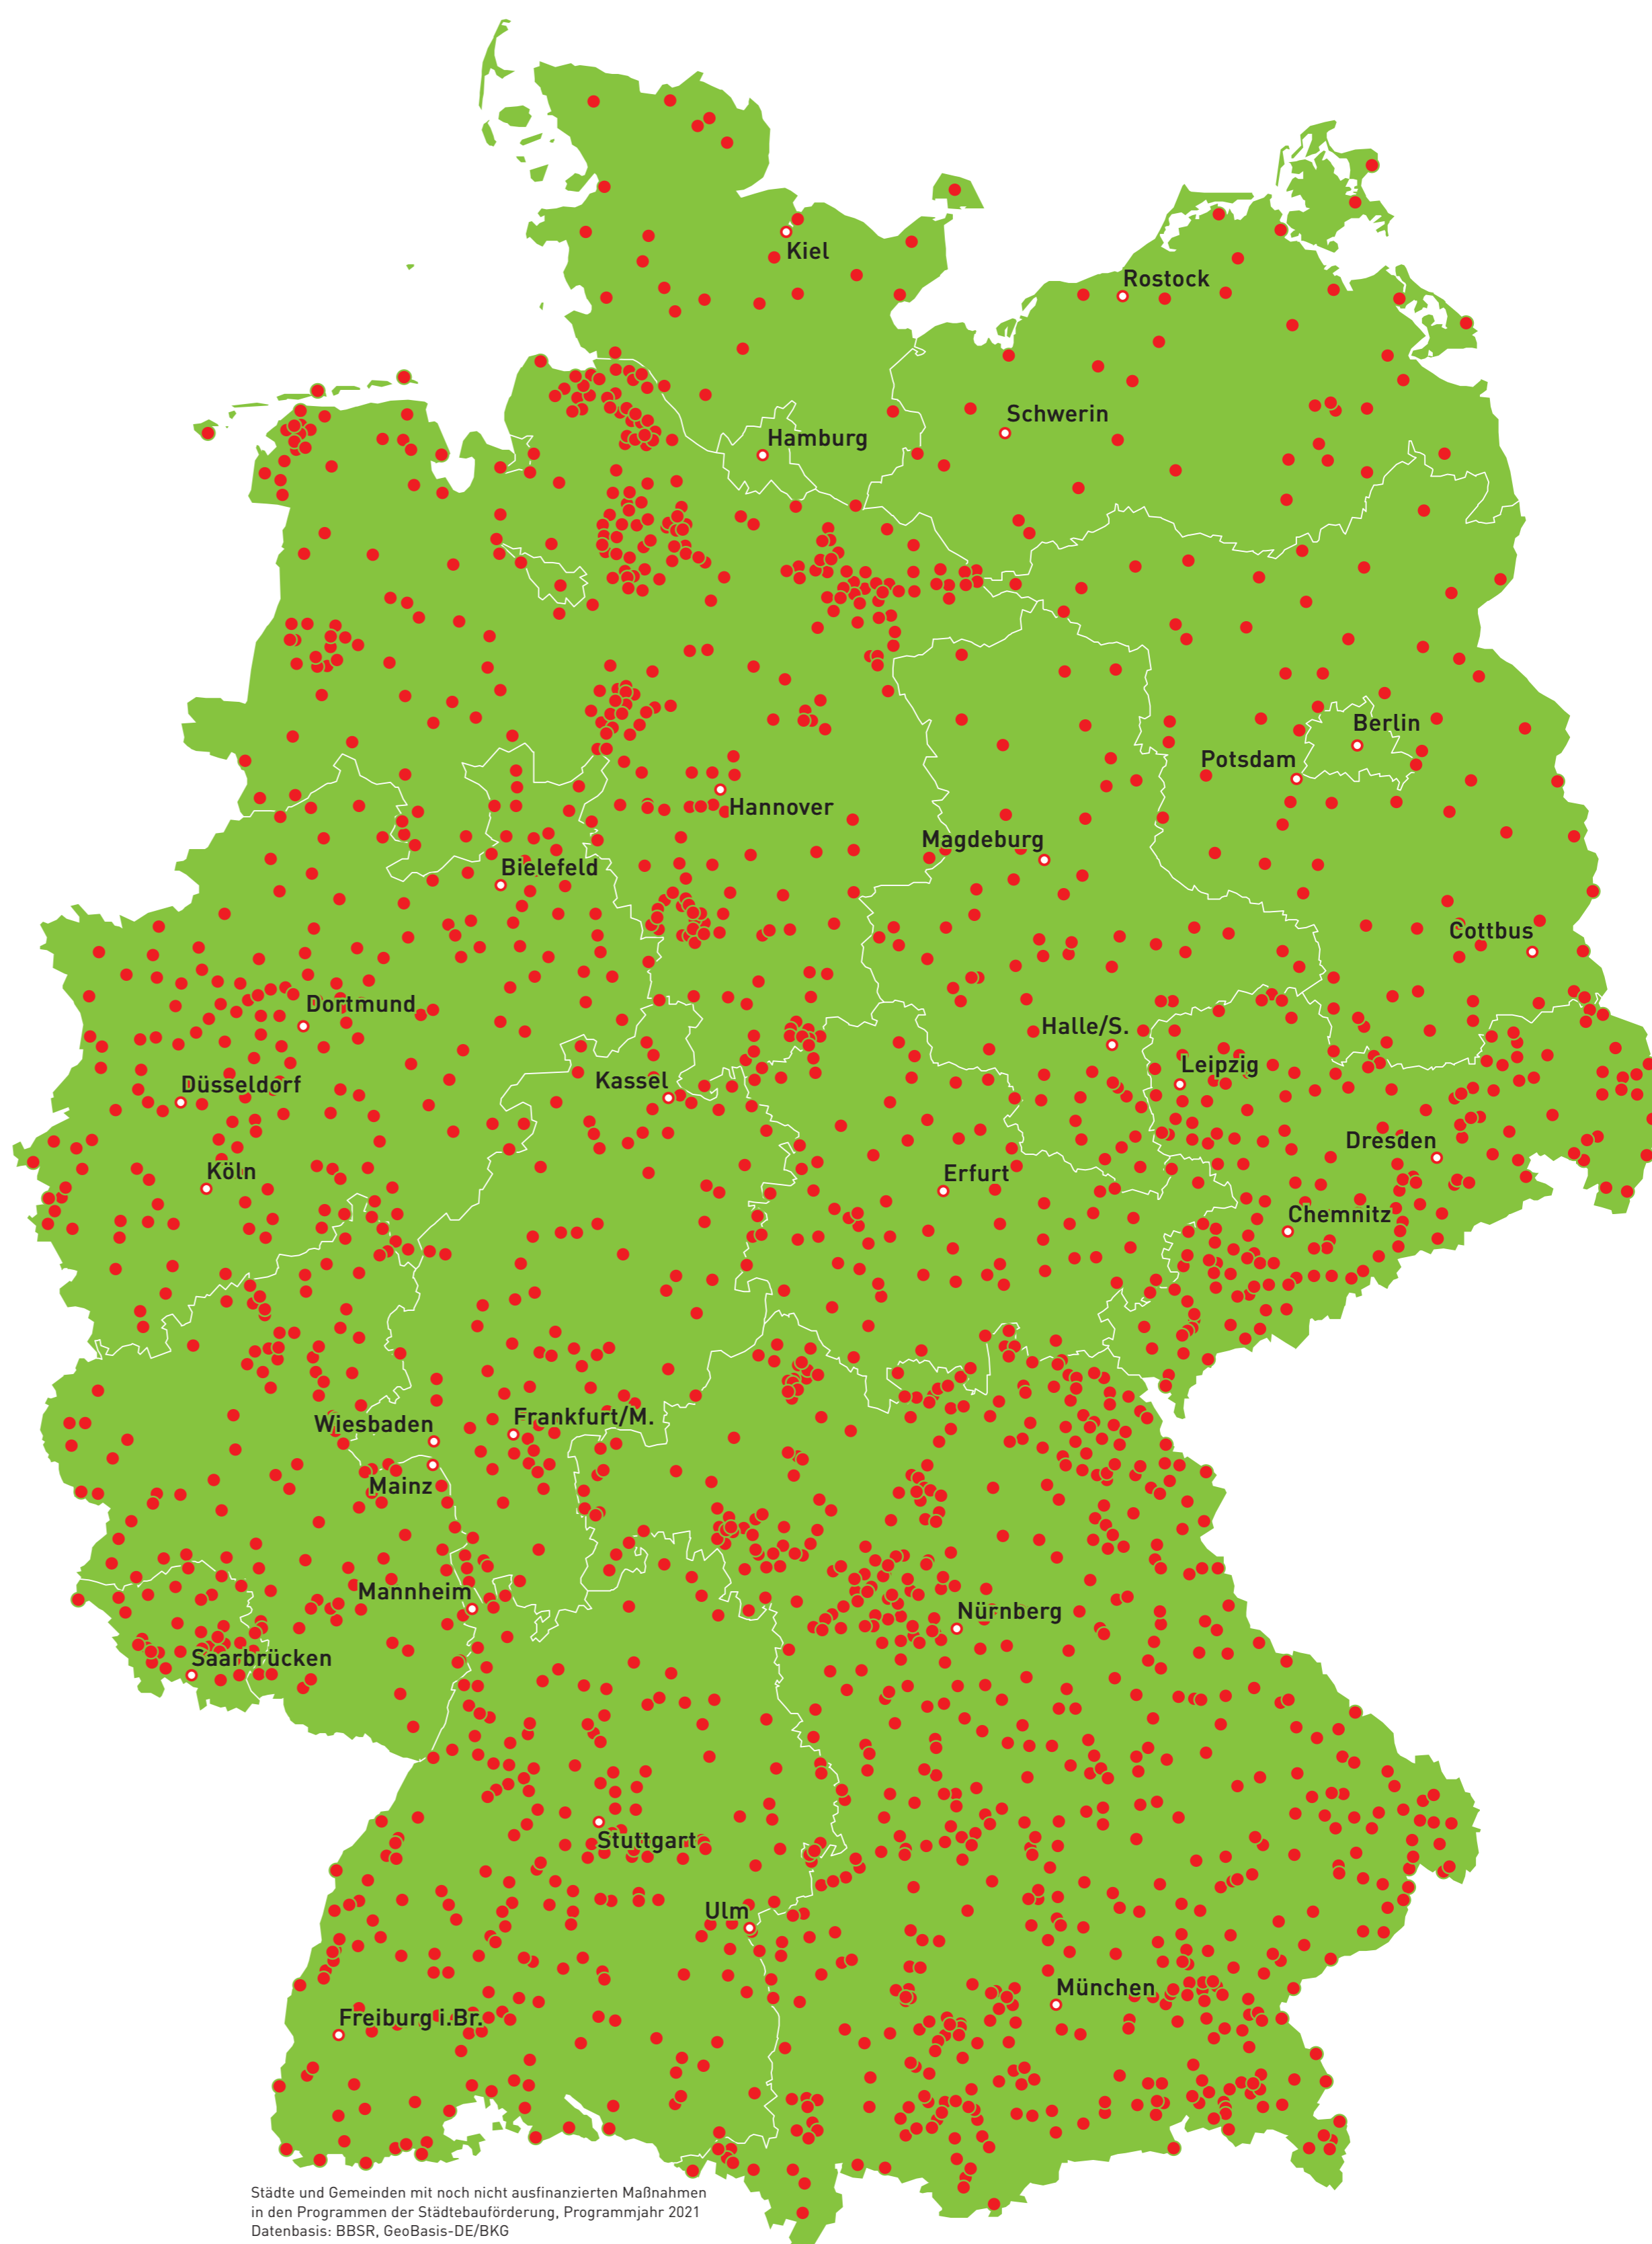 Kiel
Rostock
Schwerin
Hamburg
Berlin
Potsdam
Hannover
Magdeburg
Bielefeld
Cottbus
Dortmund
Halle/S.
Leipzig
Kassel
Düsseldorf
Dresden
Köln
Erfurt
Chemnitz
Frankfurt/M.
Wiesbaden
Mainz
Mannheim
Nürnberg
Saarbrücken
Stuttgart
Ulm
München
Freiburg i.Br.
Städte und Gemeinden mit noch nicht ausfinanzierten Maßnahmen
in den Programmen der Städtebauförderung, Programmjahr 2021
Datenbasis: BBSR, GeoBasis-DE/BKG